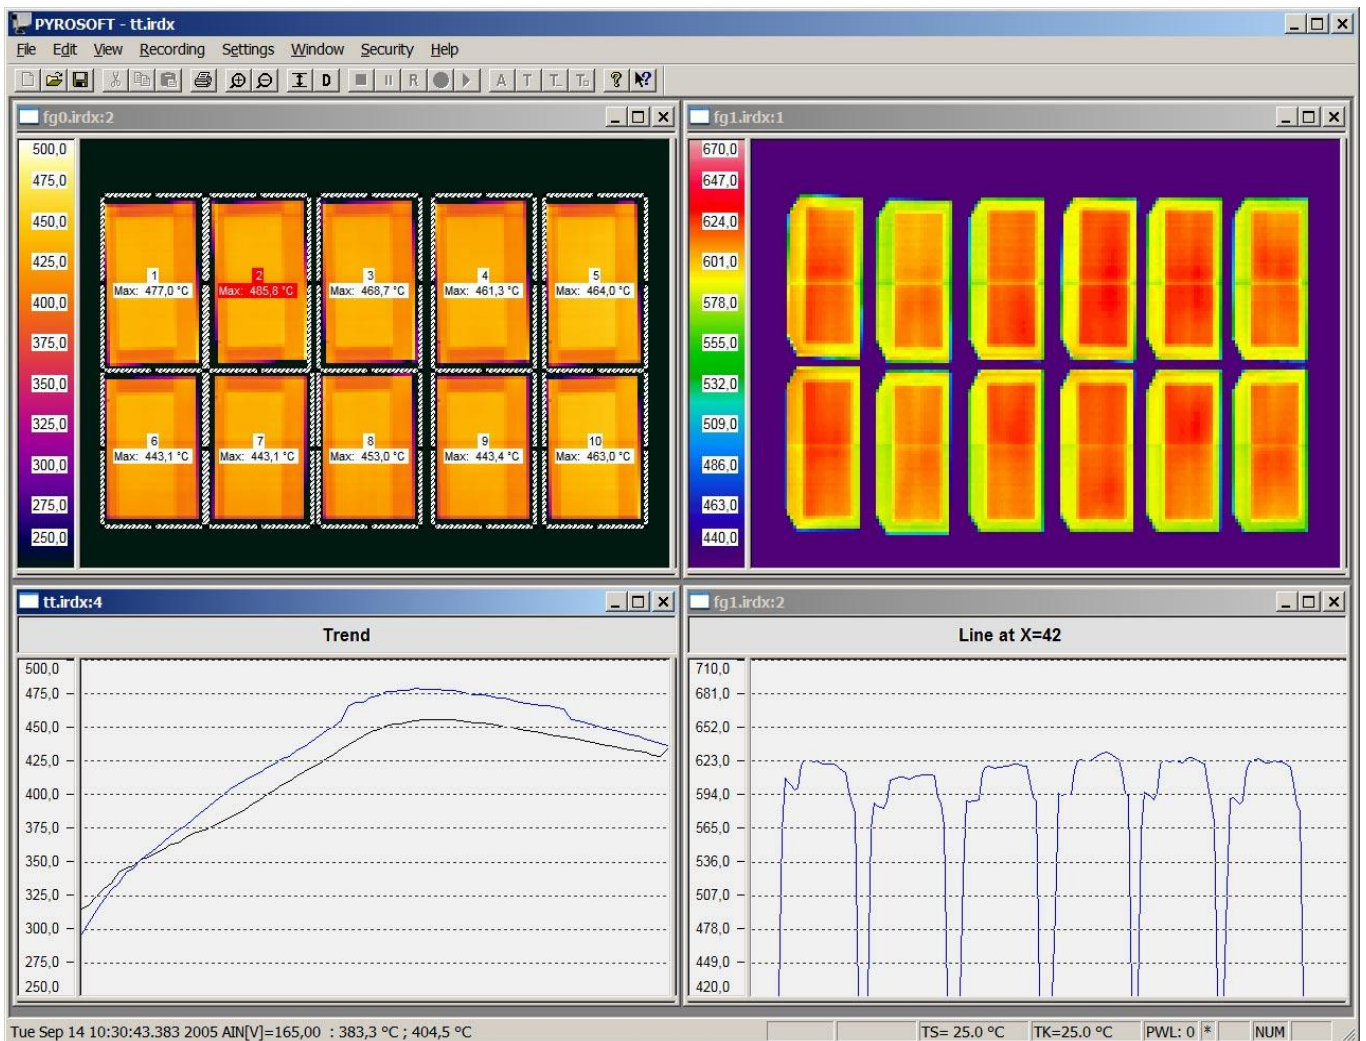 PYROSOFT - tt.irdx
File Edit View Recording Settings Window Security Help
D R A T T_ T□ ? ?
fg0.irdx:2
500,0
475,0
450,0
425,0
400,0
375,0
350,0
325,0
300,0
275,0
250,0
1
Max: 477,0 °C
2
Max: 485,8 °C
3
Max: 468,7 °C
4
Max: 461,3 °C
5
Max: 464,0 °C
6
Max: 443,1 °C
7
Max: 443,1 °C
8
Max: 453,0 °C
9
Max: 443,4 °C
10
Max: 463,0 °C
fg1.irdx:1
670,0
647,0
624,0
601,0
578,0
555,0
532,0
509,0
486,0
463,0
440,0
tt.irdx:4
Trend
500,0
475,0
450,0
425,0
400,0
375,0
350,0
325,0
300,0
275,0
250,0
fg1.irdx:2
Line at X=42
710,0
681,0
652,0
623,0
594,0
565,0
536,0
507,0
478,0
449,0
420,0
Tue Sep 14 10:30:43.383 2005 AIN[V]=165,00 : 383,3 °C ; 404,5 °C
TS= 25.0 °C TK=25.0 °C PWL: 0 * NUM